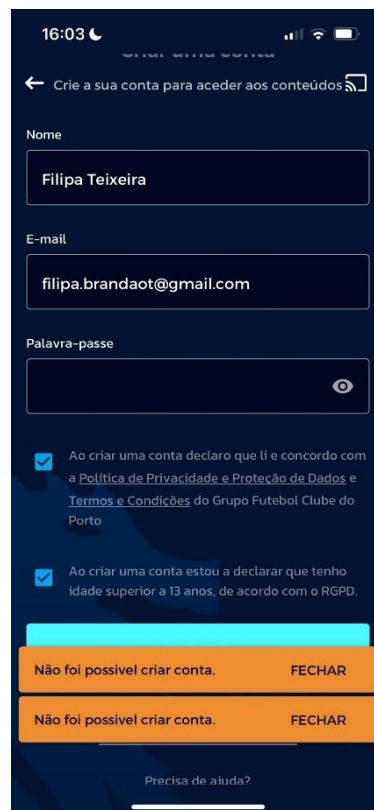 16:03
Criar uma conta
Crie a sua conta para aceder aos conteúdos
Nome
Filipa Teixeira
E-mail
filipa.brandaot@gmail.com
Palavra-passe
Ao criar uma conta declaro que li e concordo com
a Política de Privacidade e Proteção de Dados e
Termos e Condições do Grupo Futebol Clube do
Porto
Ao criar uma conta estou a declarar que tenho
idade superior a 13 anos, de acordo com o RGPD.
Não foi possivel criar conta. FECHAR
Não foi possivel criar conta. FECHAR
Precisa de ajuda?